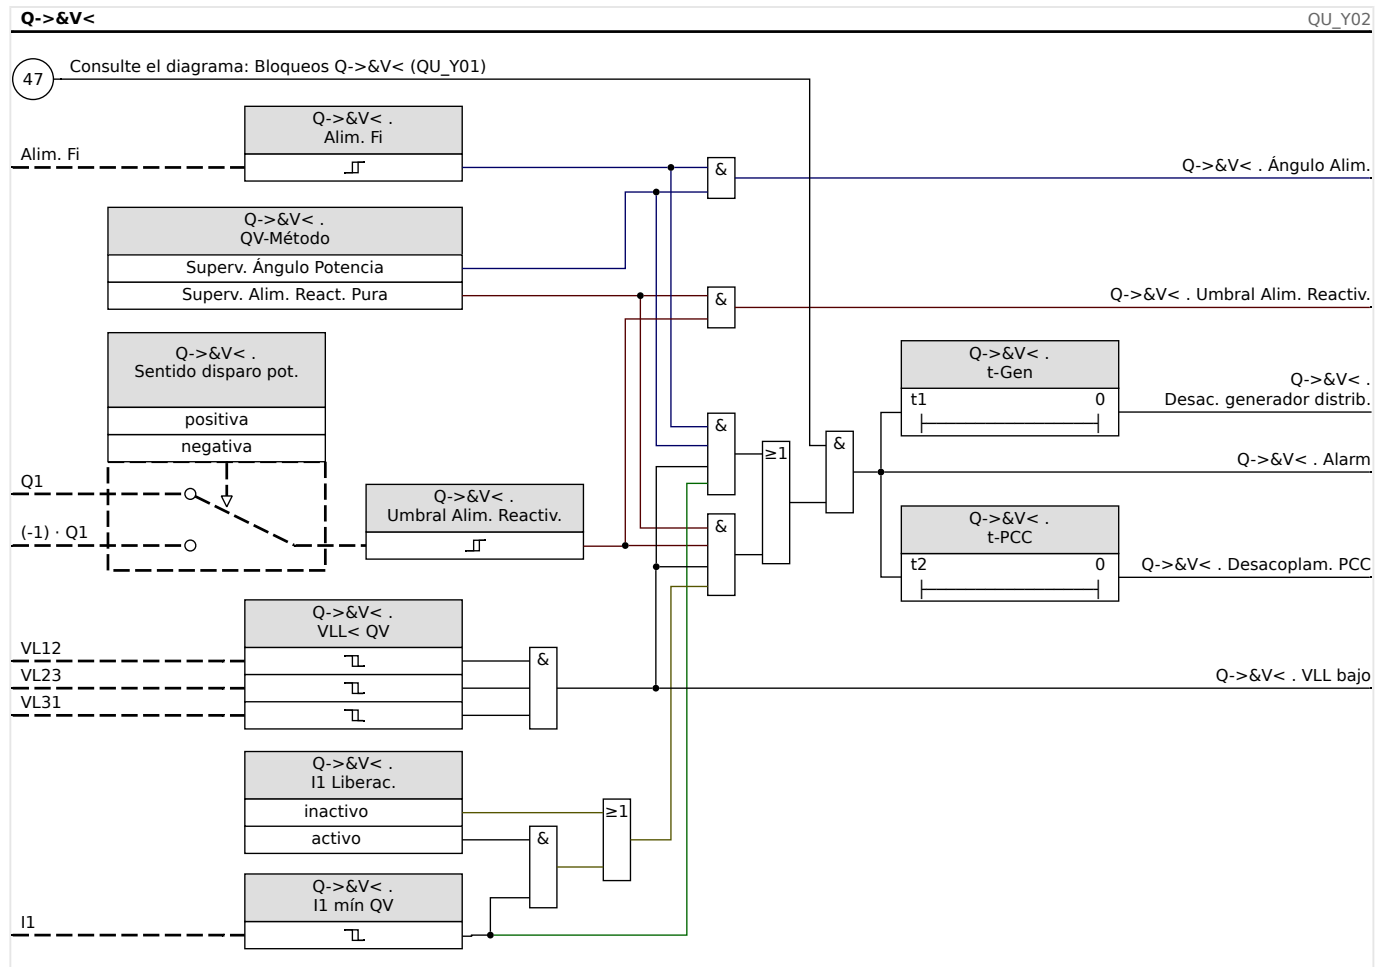 Q->&V<
QU_Y02
47
Consulte el diagrama: Bloqueos Q->&V< (QU_Y01)
Q->&V< .
Alim. Fi
Alim. Fi
&
Q->&V< . Ángulo Alim.
Q->&V< .
QV-Método
Superv. Ángulo Potencia
Superv. Alim. React. Pura
&
Q->&V< . Umbral Alim. Reactiv.
Q->&V< .
Sentido disparo pot.
positiva
negativa
Q->&V< .
t-Gen
t1 0
Q->&V< .
Desac. generador distrib.
&
≥1
&
Q->&V< . Alarm
Q1
(-1) · Q1
Q->&V< .
Umbral Alim. Reactiv.
&
Q->&V< .
t-PCC
t2 0
Q->&V< . Desacoplam. PCC
Q->&V< .
VLL< QV
VL12
VL23
VL31
&
Q->&V< . VLL bajo
Q->&V< .
I1 Liberac.
inactivo
activo
&
≥1
Q->&V< .
I1 mín QV
I1